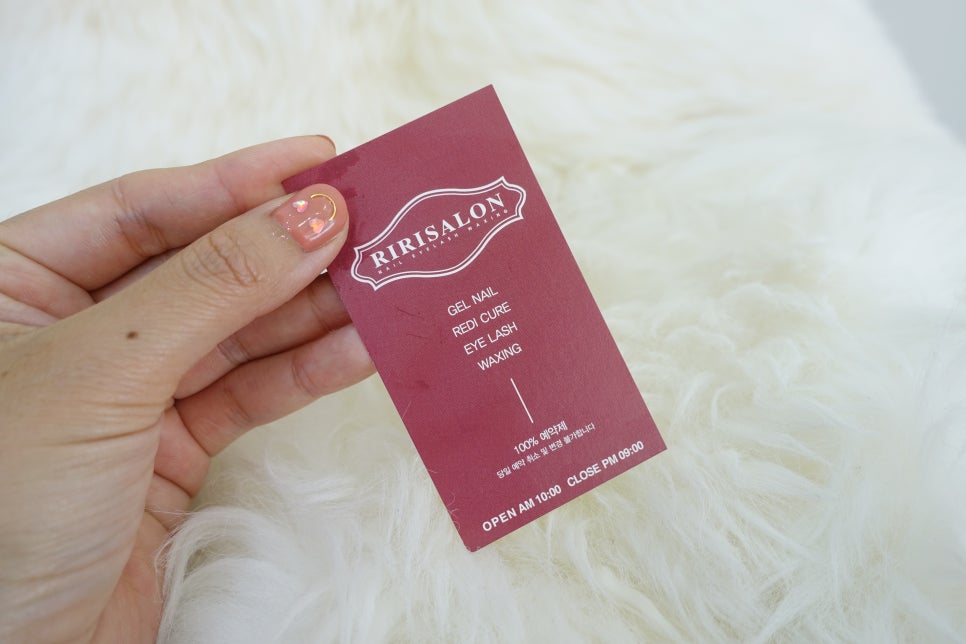 RIRISALON
NAIL EYELASH WAXING
GEL NAIL
REDI CURE
EYE LASH
WAXING
100% 예약제
당일 예약 취소 및 변경 불가합니다
OPEN AM 10:00 CLOSE PM 09:00